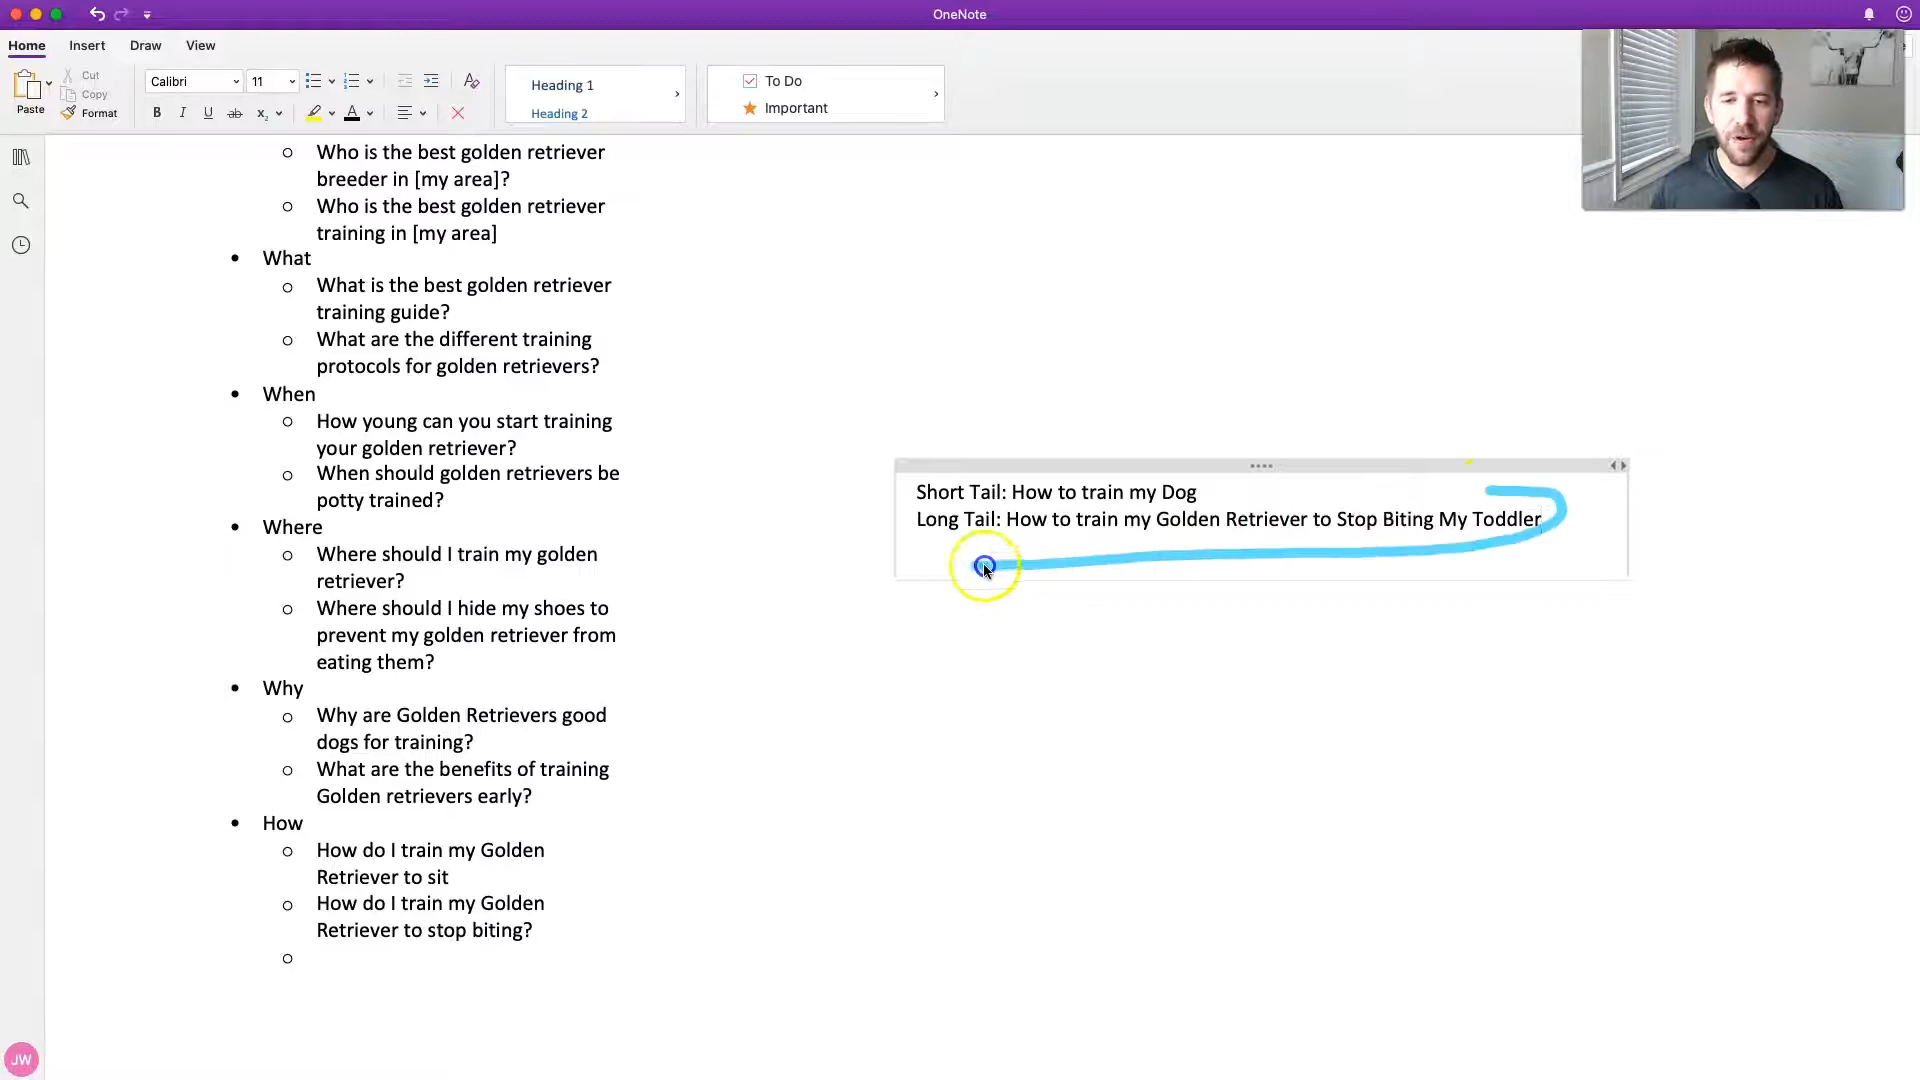 OneNote
Home Insert Draw View
Paste
Cut
Copy
Format
Calibri 11
B I U ab x₂ A
Heading 1
Heading 2
To Do
Important
Who is the best golden retriever
breeder in [my area]?
Who is the best golden retriever
training in [my area]
What
What is the best golden retriever
training guide?
What are the different training
protocols for golden retrievers?
When
How young can you start training
your golden retriever?
When should golden retrievers be
potty trained?
Where
Where should I train my golden
retriever?
Where should I hide my shoes to
prevent my golden retriever from
eating them?
Why
Why are Golden Retrievers good
dogs for training?
What are the benefits of training
Golden retrievers early?
How
How do I train my Golden
Retriever to sit
How do I train my Golden
Retriever to stop biting?
Short Tail: How to train my Dog
Long Tail: How to train my Golden Retriever to Stop Biting My Toddler
JW